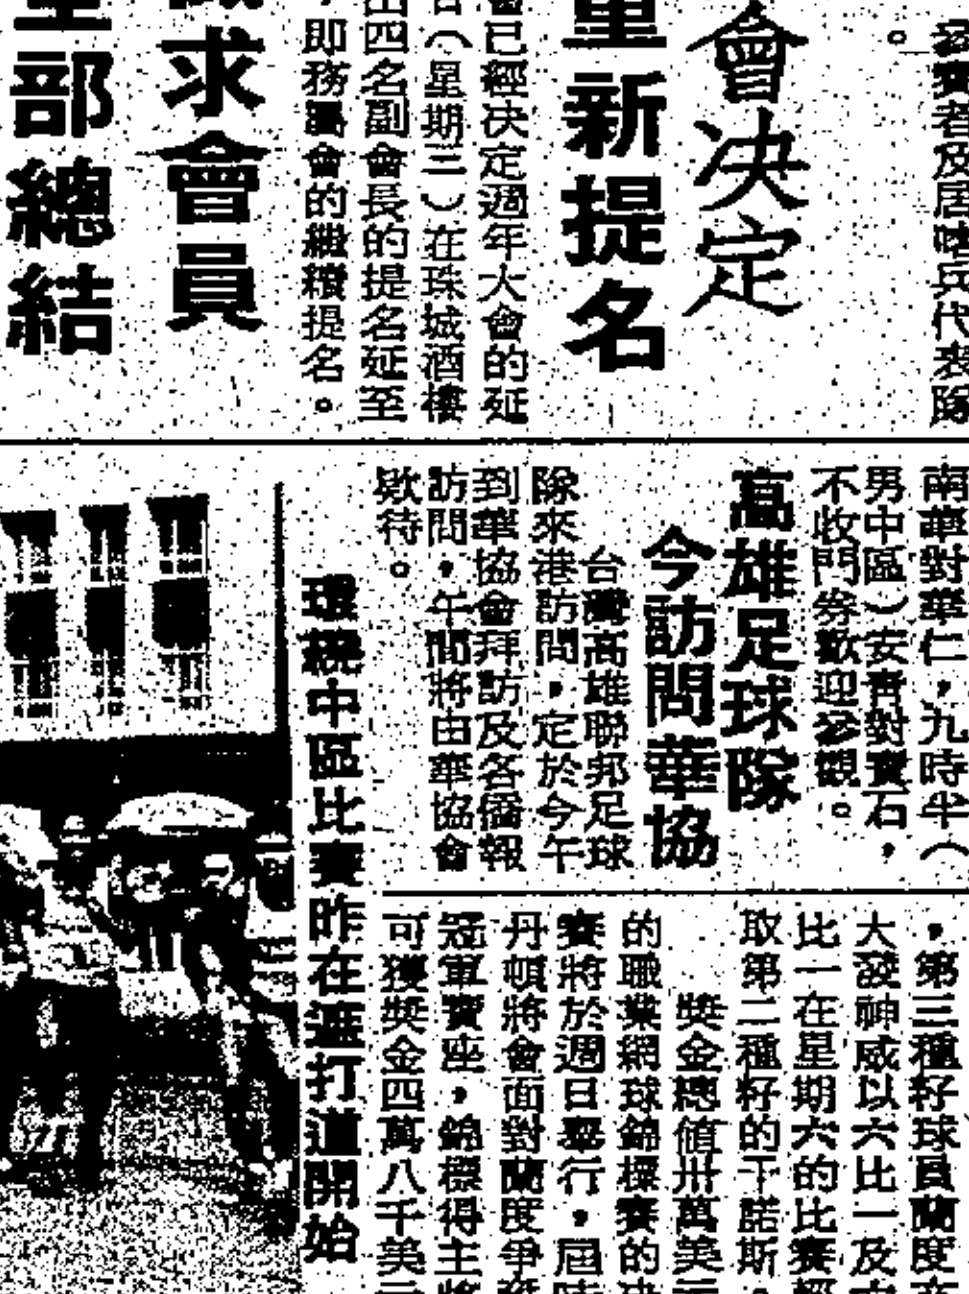 參賽者及居港民代表隊
。
會決定
重新提名
會已經決定週年大會的延
日（星期三）在珠城酒樓
出四名副會長的提名延至
，即務屬會的繼續提名。
求會員
全部總結
南華對華仁，九時半（
男中區）安青對寶石，
不收門券歡迎參觀。
高雄足球隊
今訪問華協
台灣高雄聯邦足球
隊來港訪問，定於今午
到華協會拜訪及各僑報
訪問，午間將由華協會
欵待。
環繞中區比賽昨在遮打道開始
，第三種籽球員蘭度在
大發神威以六比一及六
比一在星期六的比賽輕
取第二種籽的干諾斯，
獎金總值卅萬美元
的職業網球錦標賽的決
賽將於週日舉行，屆時
丹頓將會面對蘭度爭
冠軍寶座，錦標得主將
可獲獎金四萬八千美元